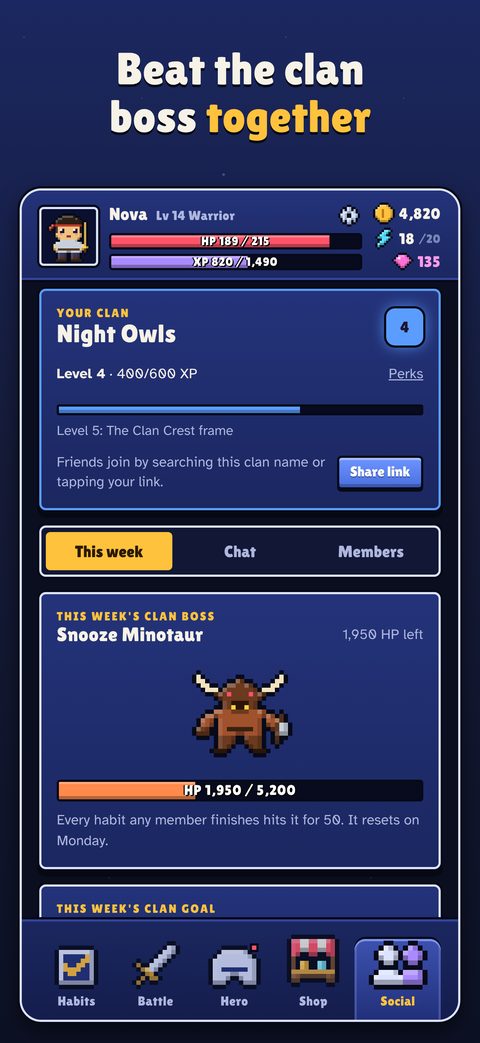 Beat the clan
boss together
Nova Lv 14 Warrior
4,820
HP 189 / 215
18 /20
XP 820 / 1,490
135
YOUR CLAN
Night Owls
4
Level 4 · 400/600 XP
Perks
Level 5: The Clan Crest frame
Friends join by searching this clan name or
tapping your link.
Share link
This week
Chat
Members
THIS WEEK'S CLAN BOSS
Snooze Minotaur
1,950 HP left
HP 1,950 / 5,200
Every habit any member finishes hits it for 50. It resets on
Monday.
THIS WEEK'S CLAN GOAL
Habits
Battle
Hero
Shop
Social